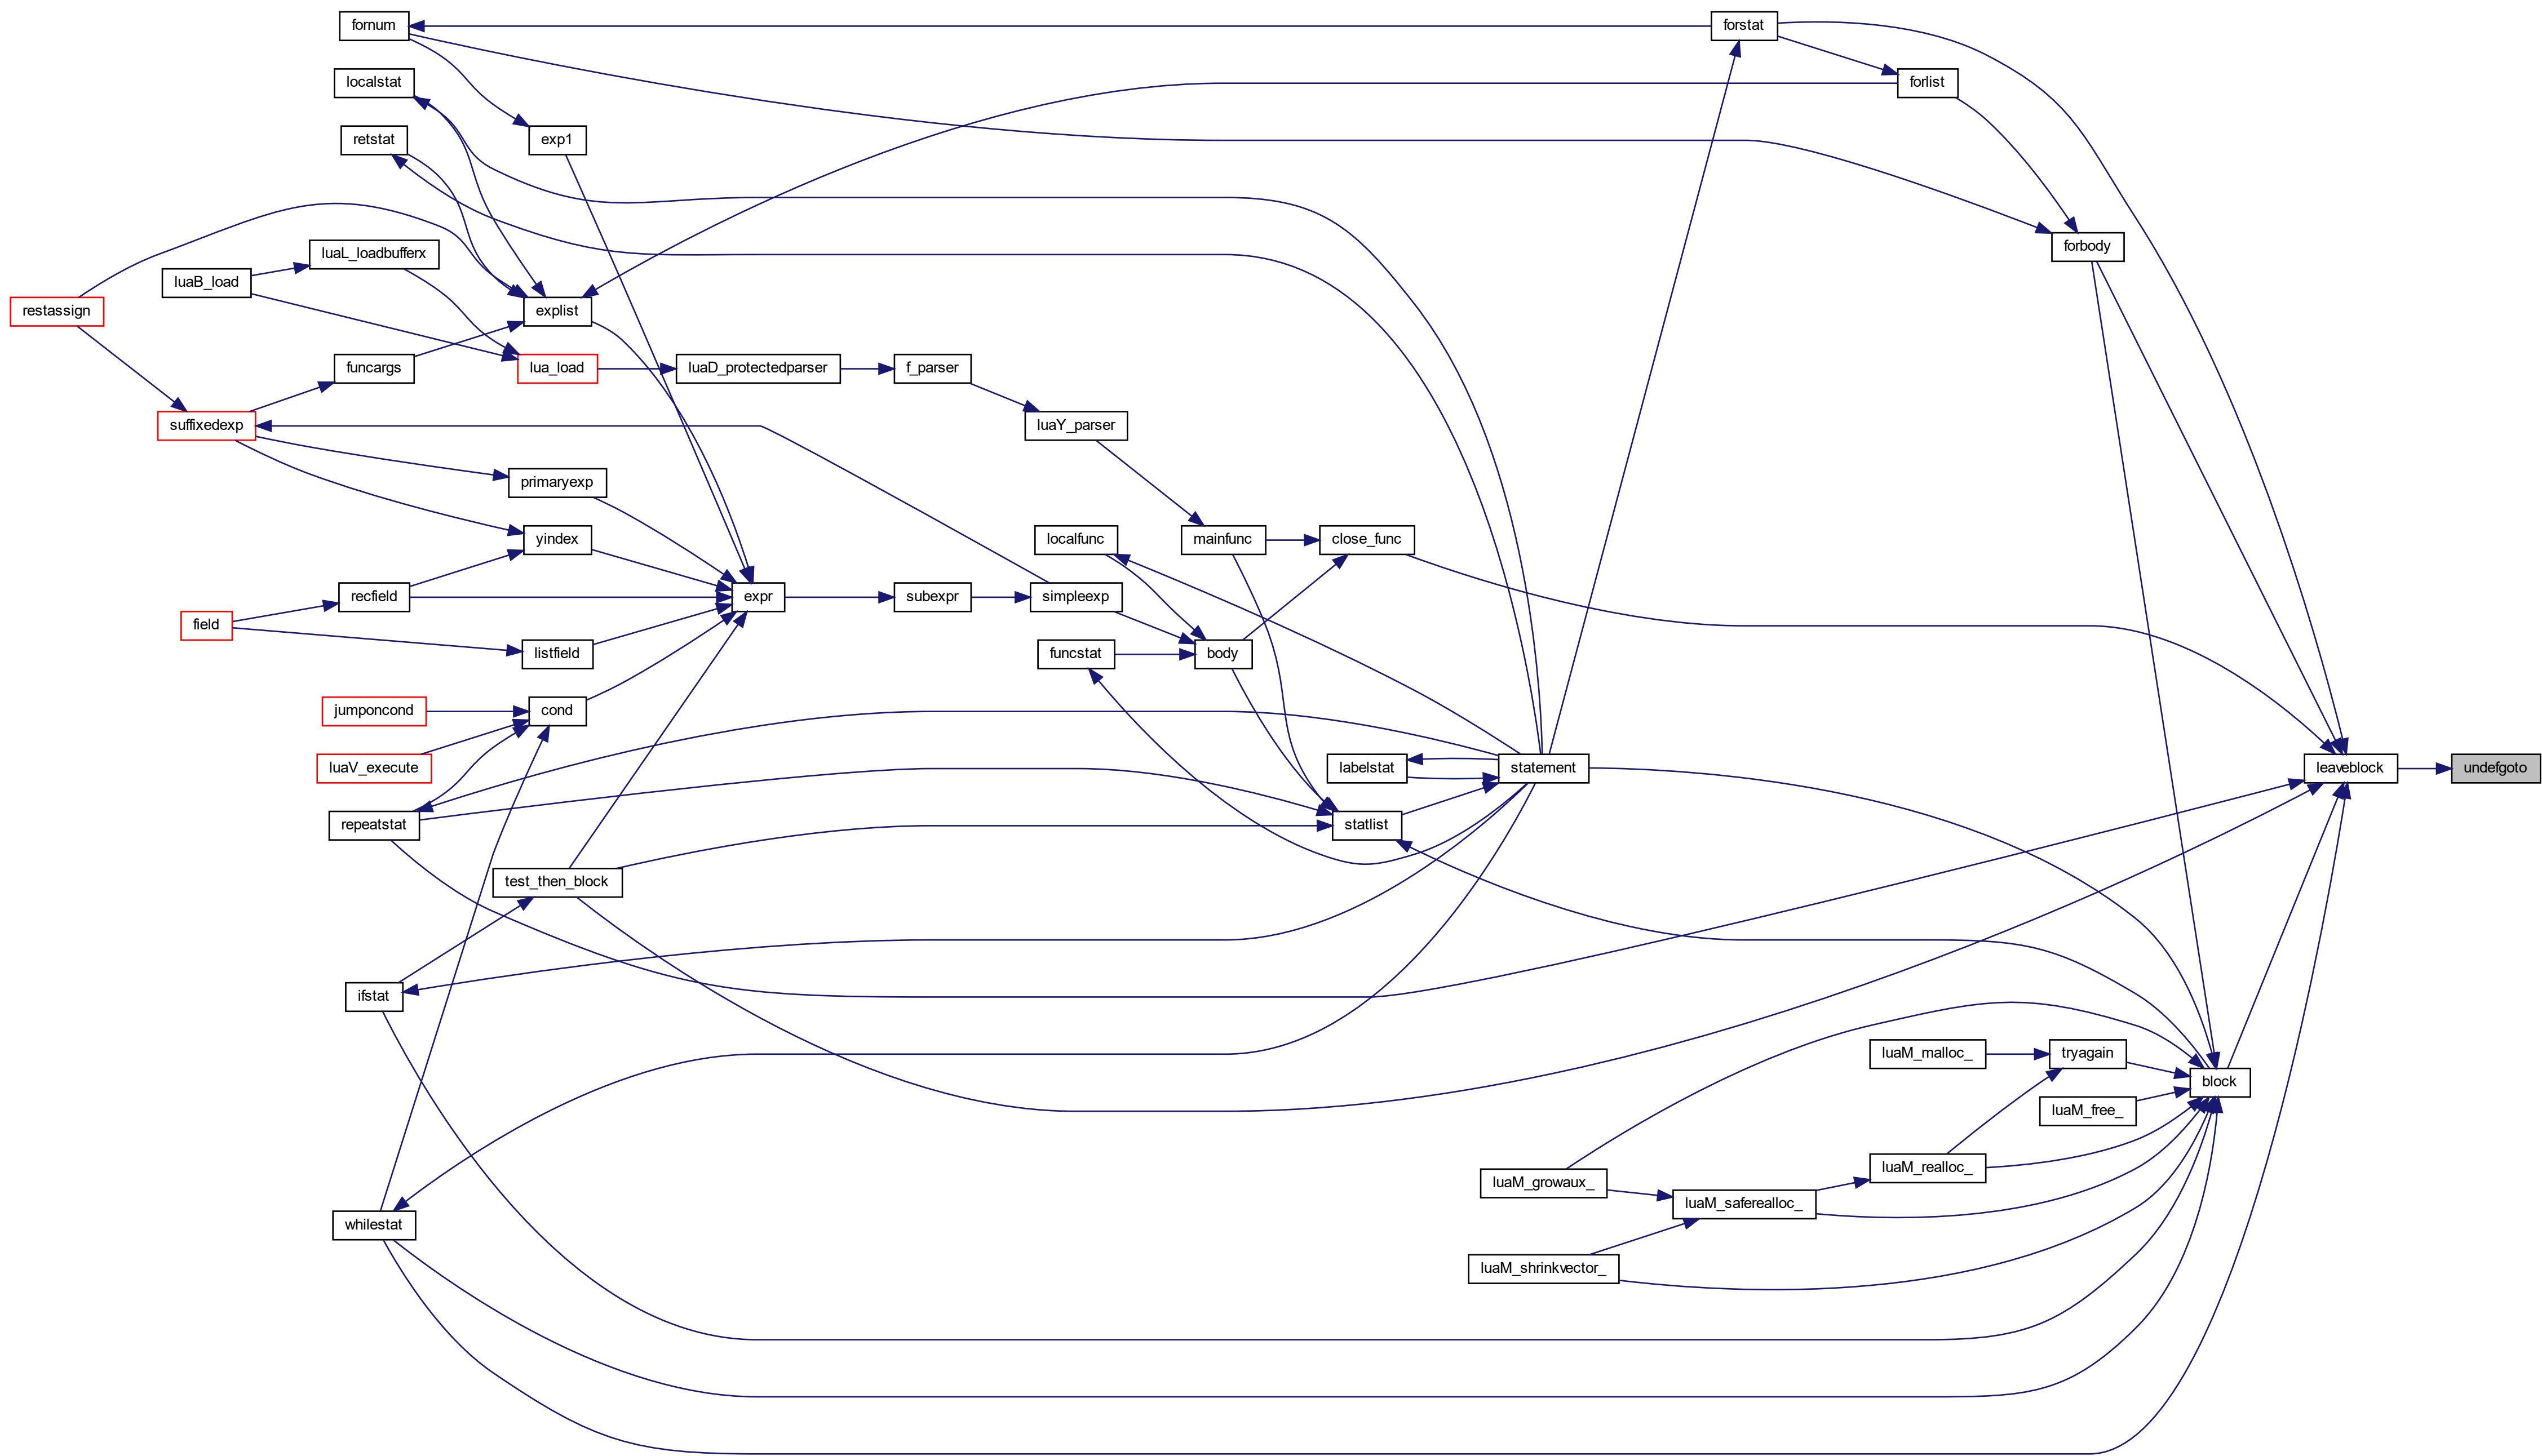 fornum
forstat
localstat
forlist
retstat
exp1
forbody
luaL_loadbufferx
luaB_load
restassign
explist
funcargs
lua_load
luaD_protectedparser
f_parser
suffixedexp
luaY_parser
primaryexp
yindex
localfunc
mainfunc
close_func
recfield
expr
subexpr
simpleexp
field
listfield
funcstat
body
jumponcond
cond
luaV_execute
labelstat
statement
leaveblock
undefgoto
repeatstat
statlist
test_then_block
ifstat
luaM_malloc_
tryagain
block
luaM_free_
luaM_realloc_
luaM_growaux_
luaM_saferealloc_
whilestat
luaM_shrinkvector_